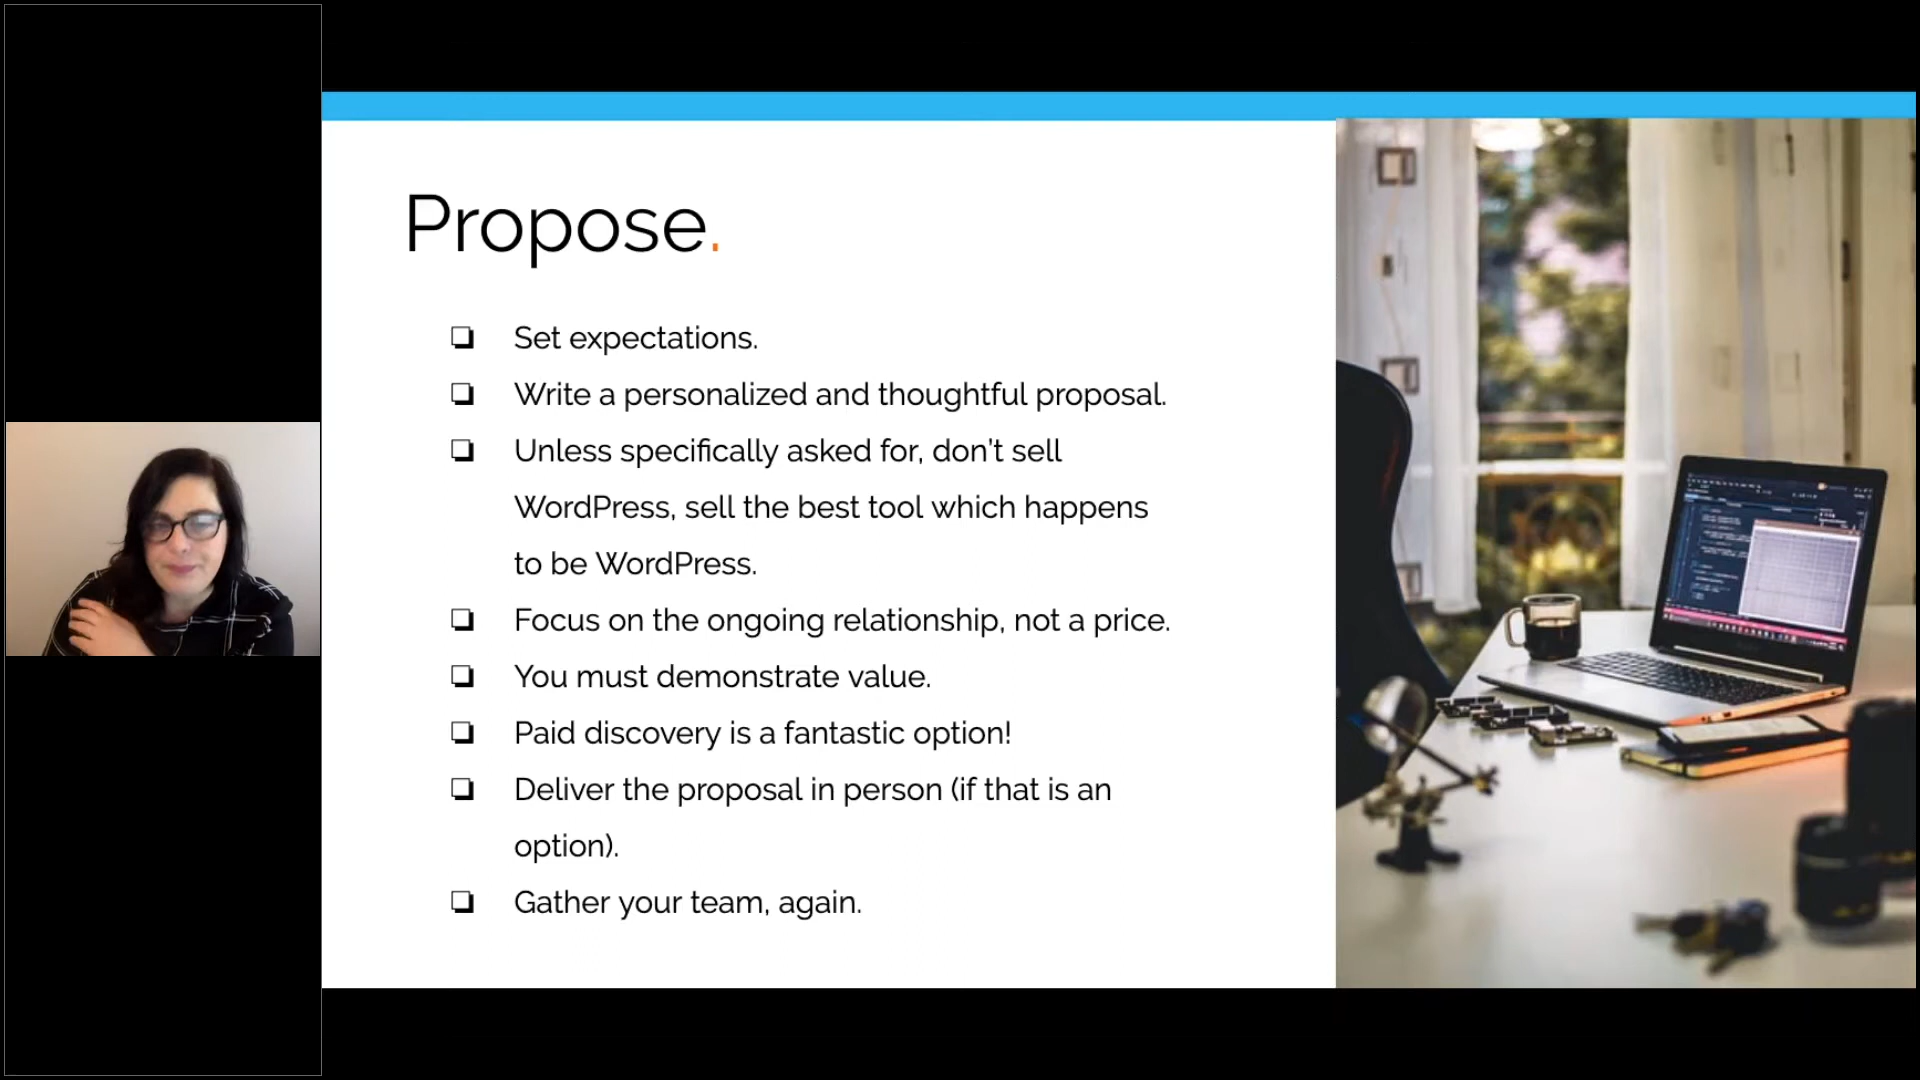 Propose.
❏ Set expectations.
❏ Write a personalized and thoughtful proposal.
❏ Unless specifically asked for, don't sell
WordPress, sell the best tool which happens
to be WordPress.
❏ Focus on the ongoing relationship, not a price.
❏ You must demonstrate value.
❏ Paid discovery is a fantastic option!
❏ Deliver the proposal in person (if that is an
option).
❏ Gather your team, again.